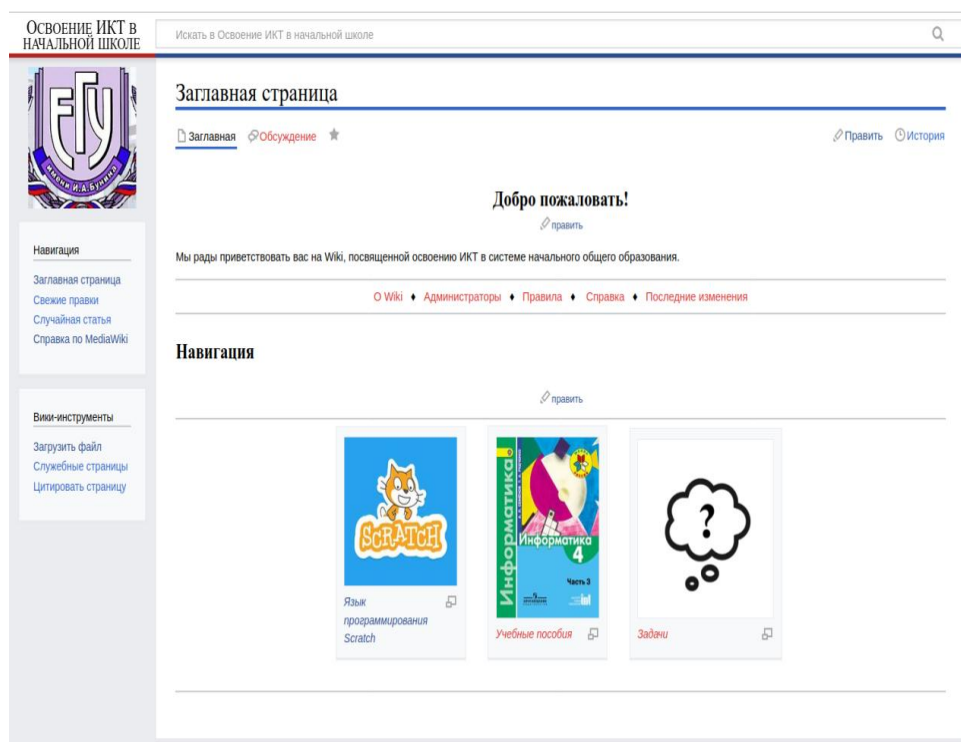 Освоение ИКТ в
начальной школе
Искать в Освоение ИКТ в начальной школе
ЕГУ
имени И.А.Бунина
Заглавная страница
Заглавная Обсуждение Править История
Добро пожаловать!
править
Мы рады приветствовать вас на Wiki, посвященной освоению ИКТ в системе начального общего образования.
О Wiki ♦ Администраторы ♦ Правила ♦ Справка ♦ Последние изменения
Навигация
Заглавная страница
Свежие правки
Случайная статья
Справка по MediaWiki
Вики-инструменты
Загрузить файл
Служебные страницы
Цитировать страницу
Навигация
править
SCRATCH
Язык
программирования
Scratch
Информатика
Информатика
4
Часть 3
Учебные пособия
?
Задачи